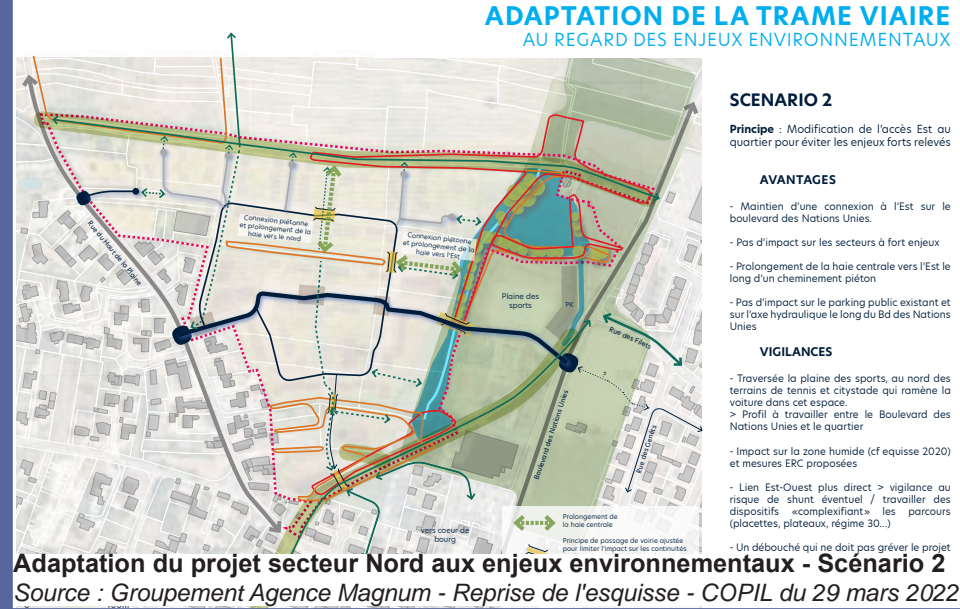 ADAPTATION DE LA TRAME VIAIRE
AU REGARD DES ENJEUX ENVIRONNEMENTAUX
SCENARIO 2
Principe : Modification de l'accès Est au
quartier pour éviter les enjeux forts relevés
AVANTAGES
- Maintien d'une connexion à l'Est sur le
boulevard des Nations Unies.
- Pas d'impact sur les secteurs à fort enjeux
- Prolongement de la haie centrale vers l'Est le
long d'un cheminement piéton
- Pas d'impact sur le parking public existant et
sur l'axe hydraulique le long du Bd des Nations
Unies
VIGILANCES
- Traversée la plaine des sports, au nord des
terrains de tennis et citystade qui ramène la
voiture dans cet espace.
> Profil à travailler entre le Boulevard des
Nations Unies et le quartier
- Impact sur la zone humide (cf equisse 2020)
et mesures ERC proposées
- Lien Est-Ouest plus direct > vigilance au
risque de shunt éventuel / travailler des
dispositifs «complexifiant» les parcours
(placettes, plateaux, régime 30...)
- Un débouché qui ne doit pas gréver le projet
Rue du Haut de la Plaine
Connexion piétonne
et prolongement de la
haie vers le nord
Connexion piétonne
et prolongement de la
haie vers l'Est
Plaine des
sports
PK
Rue des Filets
?
Boulevard des Nations Unies
Rue des Genêts
vers coeur de
bourg
Prolongement de
la haie centrale
Principe de passage de voirie ajustée
pour limiter l'impact sur les continuités
Adaptation du projet secteur Nord aux enjeux environnementaux - Scénario 2
Source : Groupement Agence Magnum - Reprise de l'esquisse - COPIL du 29 mars 2022